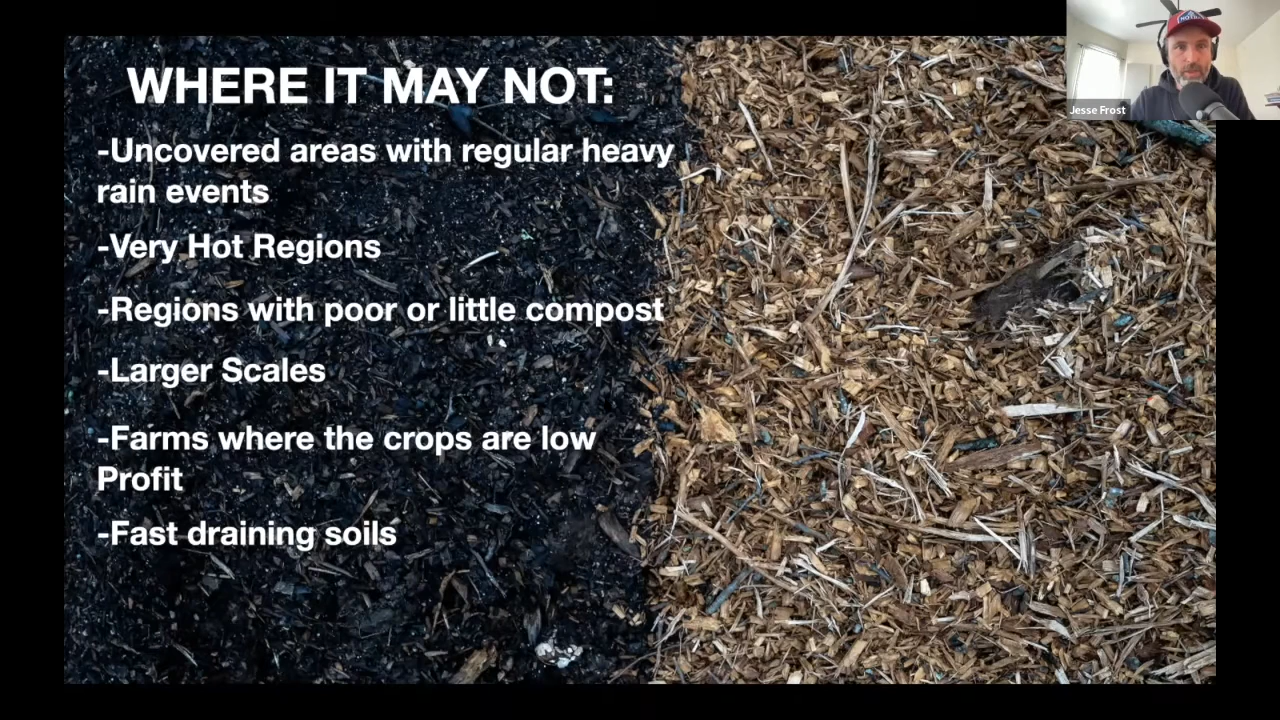 WHERE IT MAY NOT:
-Uncovered areas with regular heavy
rain events
-Very Hot Regions
-Regions with poor or little compost
-Larger Scales
-Farms where the crops are low
Profit
-Fast draining soils
Jesse Frost